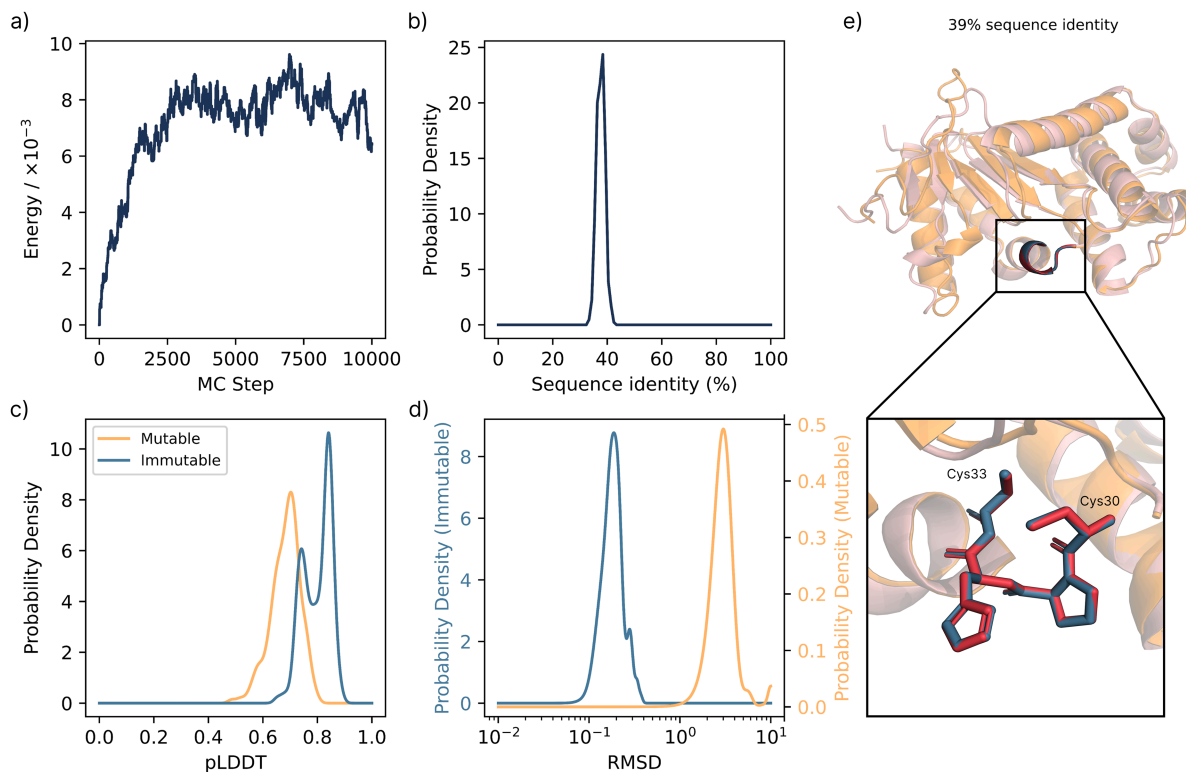 a)
10
8
6
4
2
0
Energy / ×10⁻³
0 2500 5000 7500 10000
MC Step
b)
25
20
15
10
5
0
Probability Density
0 20 40 60 80 100
Sequence identity (%)
c)
Mutable
Immutable
10
8
6
4
2
0
Probability Density
0.0 0.2 0.4 0.6 0.8 1.0
pLDDT
d)
8
6
4
2
0
Probability Density (Immutable)
0.5
0.4
0.3
0.2
0.1
0.0
Probability Density (Mutable)
10⁻² 10⁻¹ 10⁰ 10¹
RMSD
e)
39% sequence identity
Cys33
Cys30